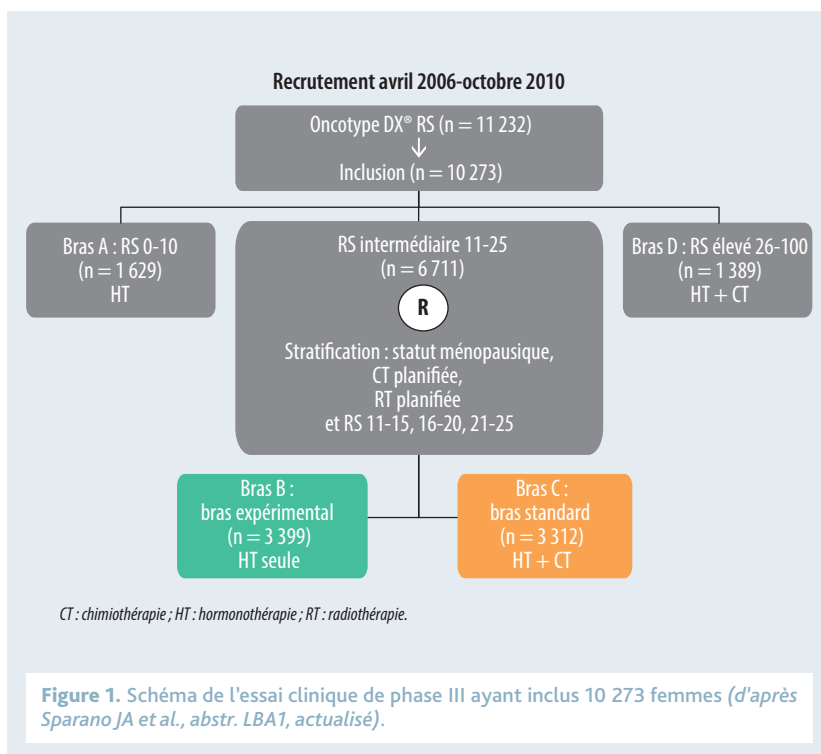 Recrutement avril 2006-octobre 2010
Oncotype DX® RS (n = 11 232)
↓
Inclusion (n = 10 273)
Bras A : RS 0-10
(n = 1 629)
HT
RS intermédiaire 11-25
(n = 6 711)
R
Stratification : statut ménopausique,
CT planifiée,
RT planifiée
et RS 11-15, 16-20, 21-25
Bras D : RS élevé 26-100
(n = 1 389)
HT + CT
Bras B :
bras expérimental
(n = 3 399)
HT seule
Bras C :
bras standard
(n = 3 312)
HT + CT
CT : chimiothérapie ; HT : hormonothérapie ; RT : radiothérapie.
Figure 1. Schéma de l'essai clinique de phase III ayant inclus 10 273 femmes (d'après
Sparano JA et al., abstr. LBA1, actualisé).